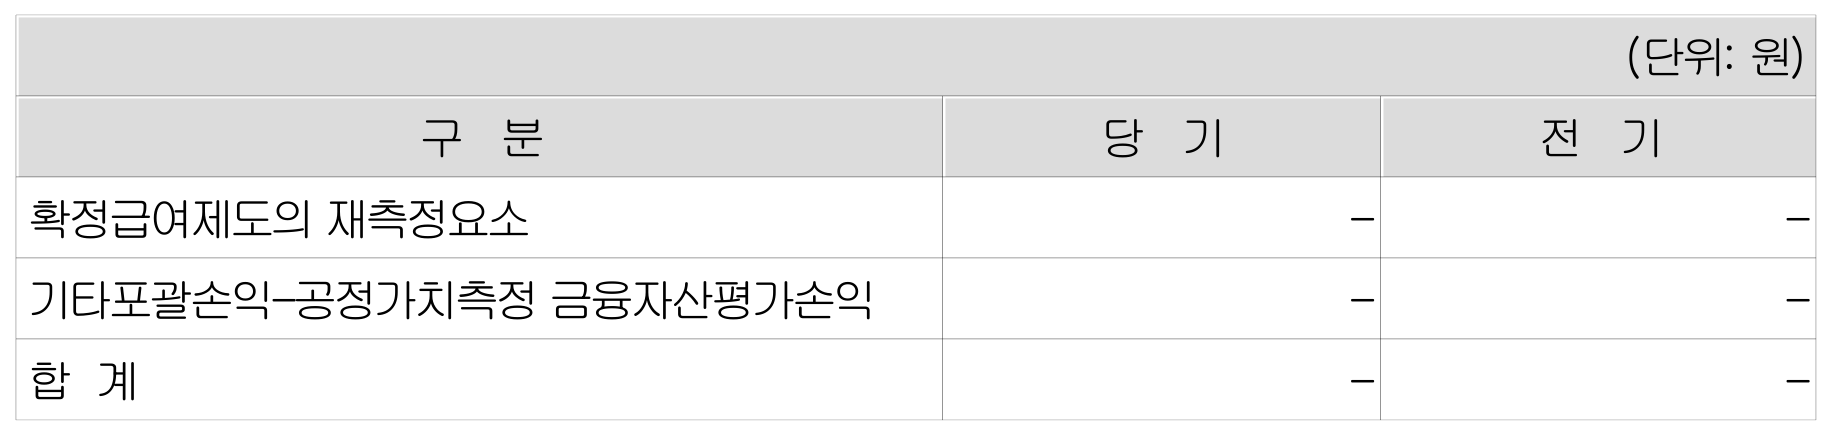 (단위: 원)
구 분 당 기 전 기
확정급여제도의 재측정요소 - -
기타포괄손익-공정가치측정 금융자산평가손익 - -
합 계 - -